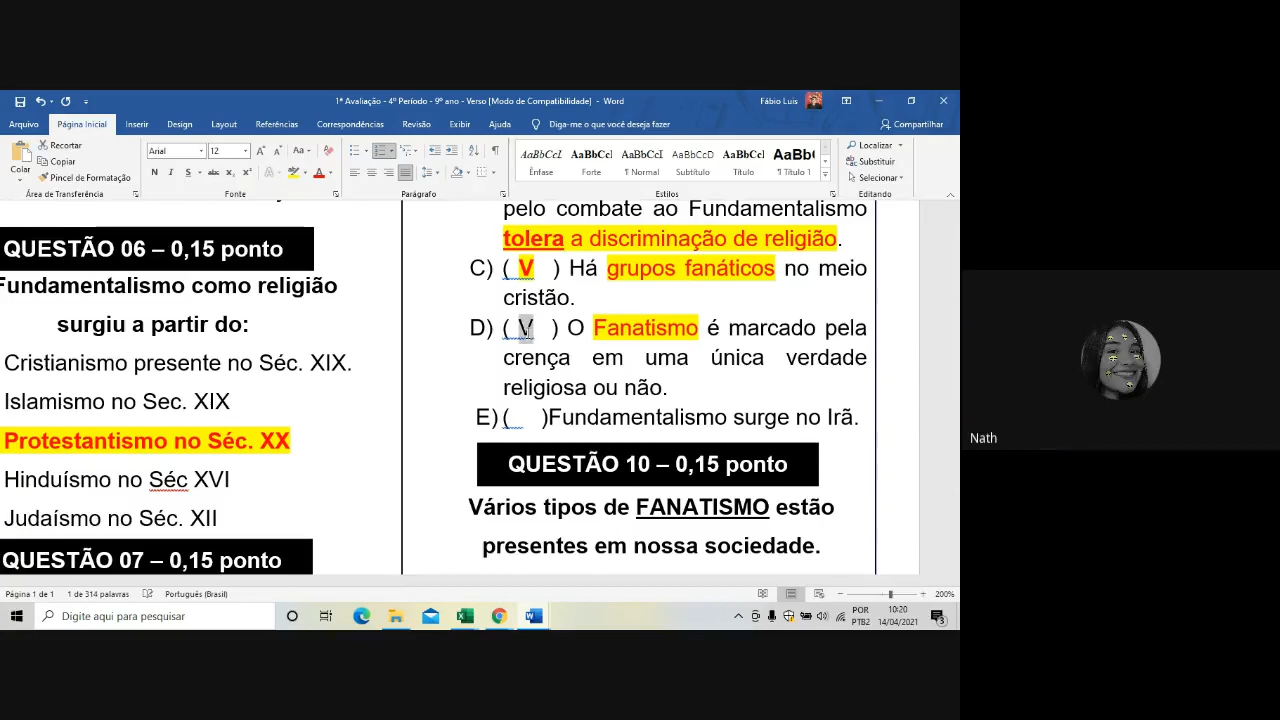 1ª Avaliação - 4º Período - 9º ano - Verso [Modo de Compatibilidade] - Word
Fábio Luis
Arquivo
Página Inicial
Inserir
Design
Layout
Referências
Correspondências
Revisão
Exibir
Ajuda
Diga-me o que você deseja fazer
Compartilhar
Colar
Recortar
Copiar
Pincel de Formatação
Área de Transferência
Arial
12
Aa
N I S abc x₂ x²
Fonte
Parágrafo
AaBbCcI AaBbCcI AaBbCcI AaBbCcD AaBbCcI AaBb(
Ênfase
Forte
¶ Normal
Subtítulo
Título
¶ Título 1
Estilos
Localizar
Substituir
Selecionar
Editando
QUESTÃO 06 – 0,15 ponto
Fundamentalismo como religião
surgiu a partir do:
Cristianismo presente no Séc. XIX.
Islamismo no Sec. XIX
Protestantismo no Séc. XX
Hinduísmo no Séc XVI
Judaísmo no Séc. XII
QUESTÃO 07 – 0,15 ponto
pelo combate ao Fundamentalismo
tolera a discriminação de religião.
C) ( V ) Há grupos fanáticos no meio
cristão.
D) ( V ) O Fanatismo é marcado pela
crença em uma única verdade
religiosa ou não.
E) ( )Fundamentalismo surge no Irã.
QUESTÃO 10 – 0,15 ponto
Vários tipos de FANATISMO estão
presentes em nossa sociedade.
Página 1 de 1
1 de 314 palavras
Português (Brasil)
200%
Digite aqui para pesquisar
POR
PTB2
10:20
14/04/2021
3
Nath